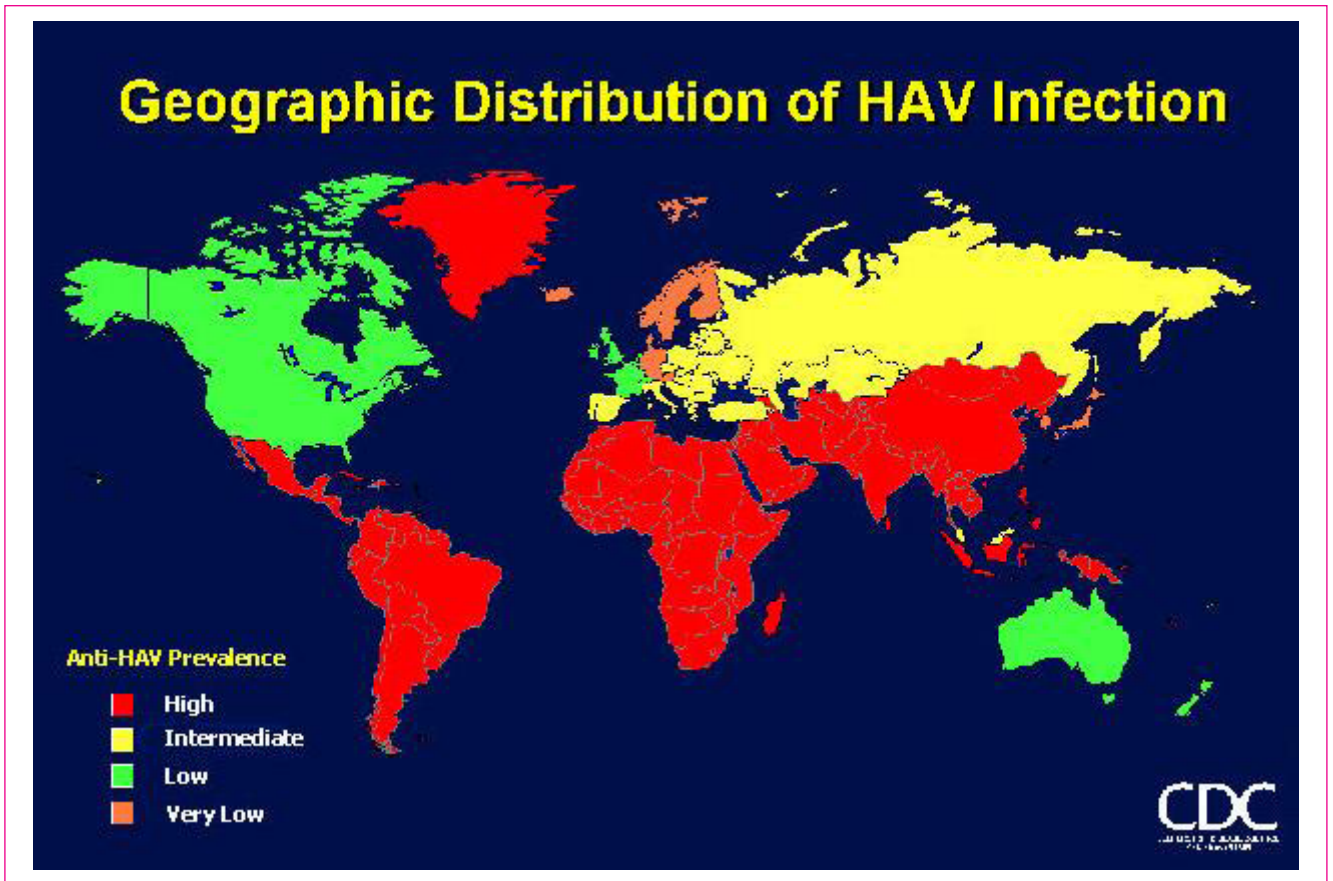 Geographic Distribution of HAV Infection
Anti-HAV Prevalence
High
Intermediate
Low
Very Low
CDC